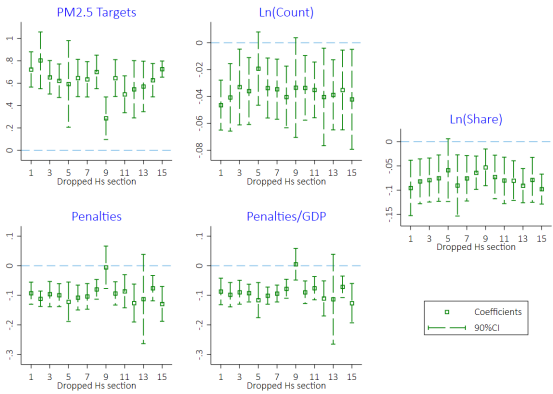 PM2.5 Targets
1
.8
.6
.4
.2
0
1 3 5 7 9 11 13 15
Dropped Hs section
Ln(Count)
0
-.02
-.04
-.06
-.08
1 3 5 7 9 11 13 15
Dropped Hs section
Ln(Share)
0
-.05
-.1
-.15
1 3 5 7 9 11 13 15
Dropped Hs section
Penalties
.1
0
-.1
-.2
-.3
1 3 5 7 9 11 13 15
Dropped Hs section
Penalties/GDP
.1
0
-.1
-.2
-.3
1 3 5 7 9 11 13 15
Dropped Hs section
Coefficients
90%CI